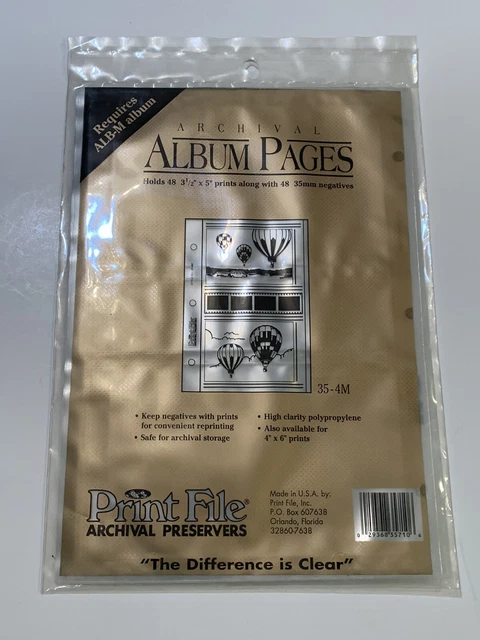 Requires
ALB-M album
ARCHIVAL
ALBUM PAGES
Holds 48 3 1/2" x 5" prints along with 48 35mm negatives
35-4M
• Keep negatives with prints
for convenient reprinting
• Safe for archival storage
• High clarity polypropylene
• Also available for
4" x 6" prints
Print File®
ARCHIVAL PRESERVERS
Made in U.S.A. by:
Print File, Inc.
P.O. Box 607638
Orlando, Florida
32860-7638
"The Difference is Clear"